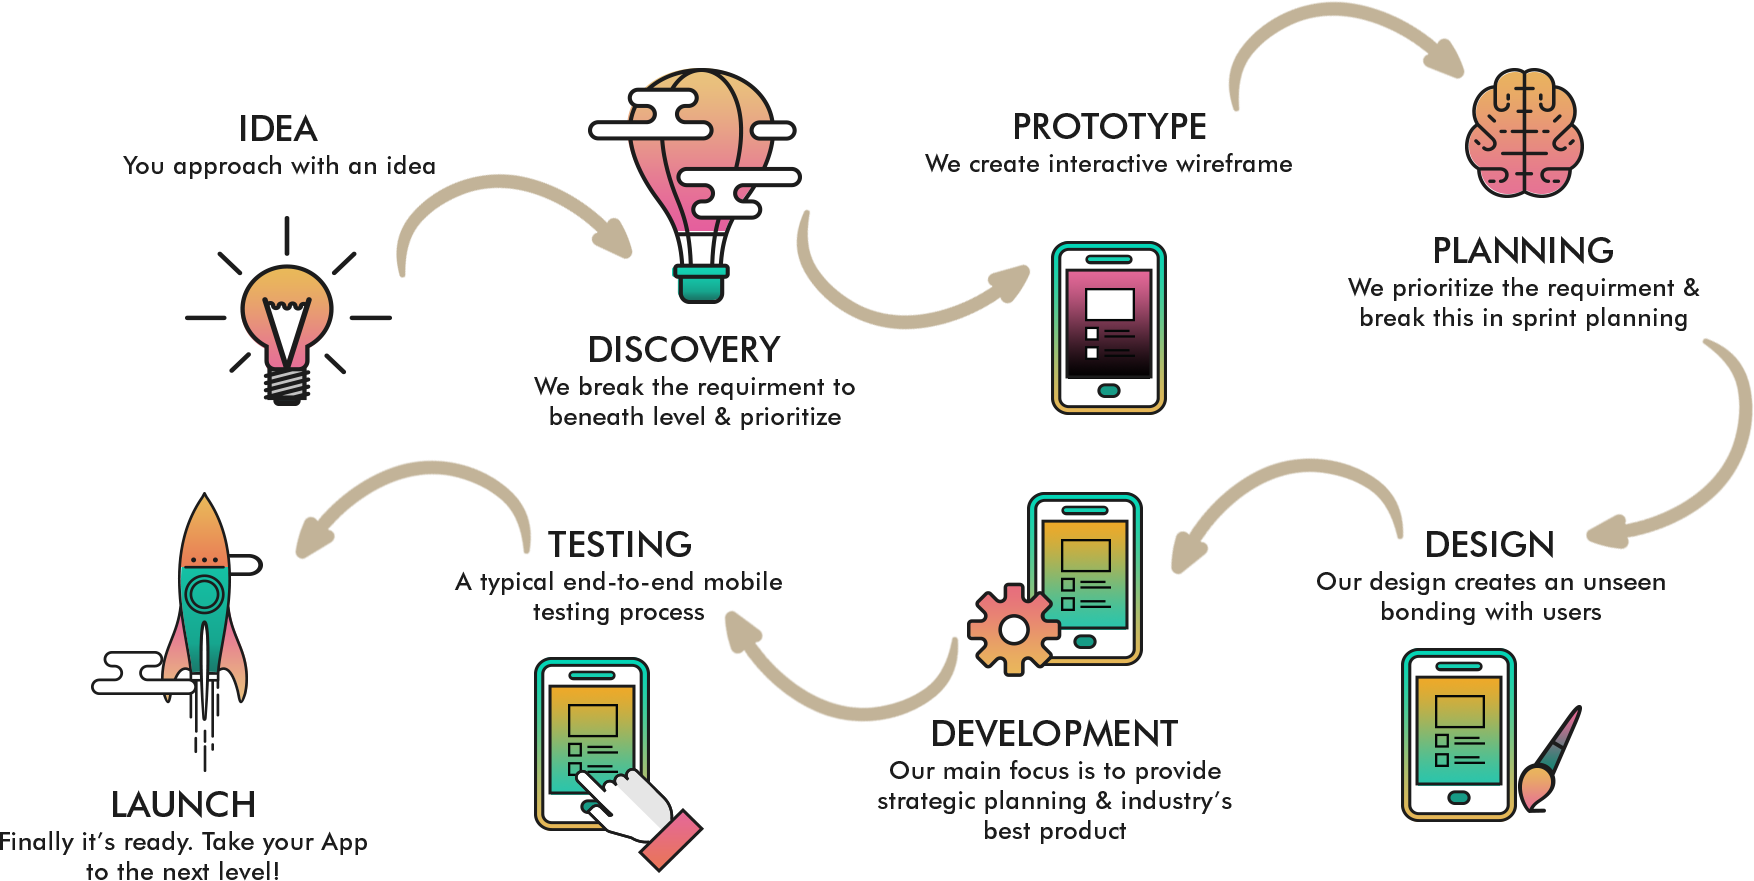 IDEA
You approach with an idea
DISCOVERY
We break the requirment to
beneath level & prioritize
PROTOTYPE
We create interactive wireframe
PLANNING
We prioritize the requirment &
break this in sprint planning
DESIGN
Our design creates an unseen
bonding with users
DEVELOPMENT
Our main focus is to provide
strategic planning & industry’s
best product
TESTING
A typical end-to-end mobile
testing process
LAUNCH
Finally it’s ready. Take your App
to the next level!